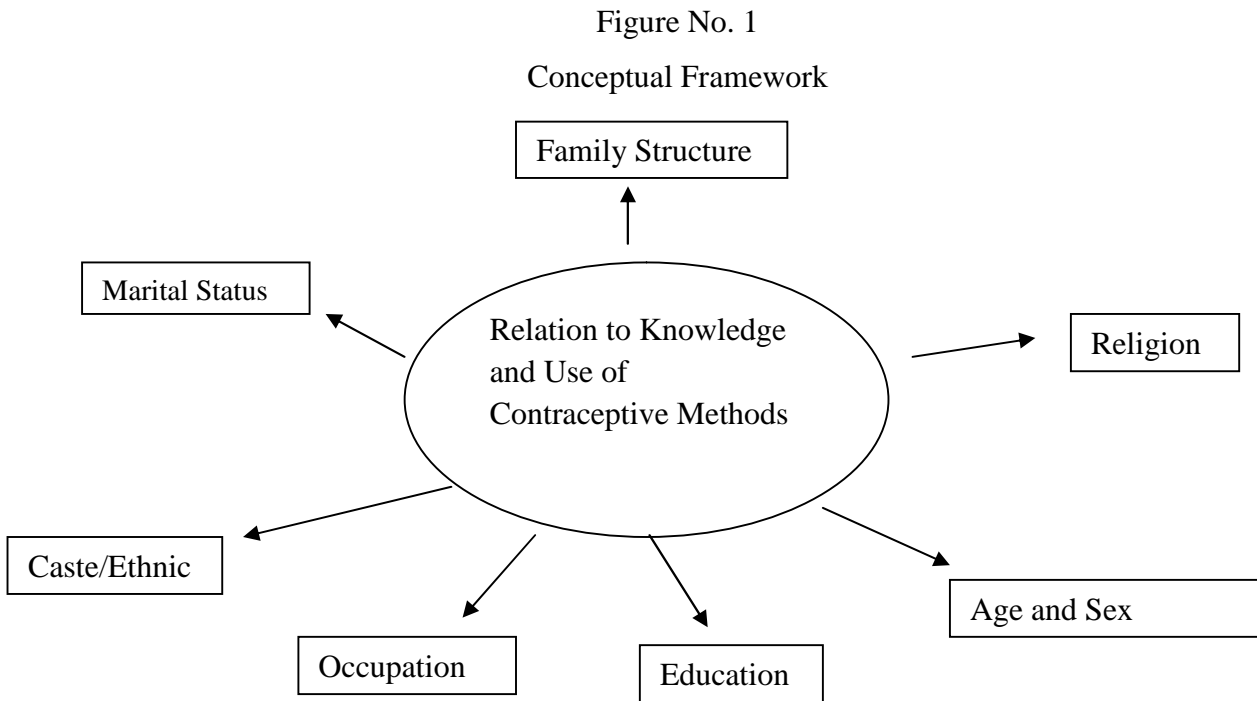 Figure No. 1
Conceptual Framework
Family Structure
Marital Status
Relation to Knowledge
and Use of
Contraceptive Methods
Religion
Caste/Ethnic
Age and Sex
Occupation
Education